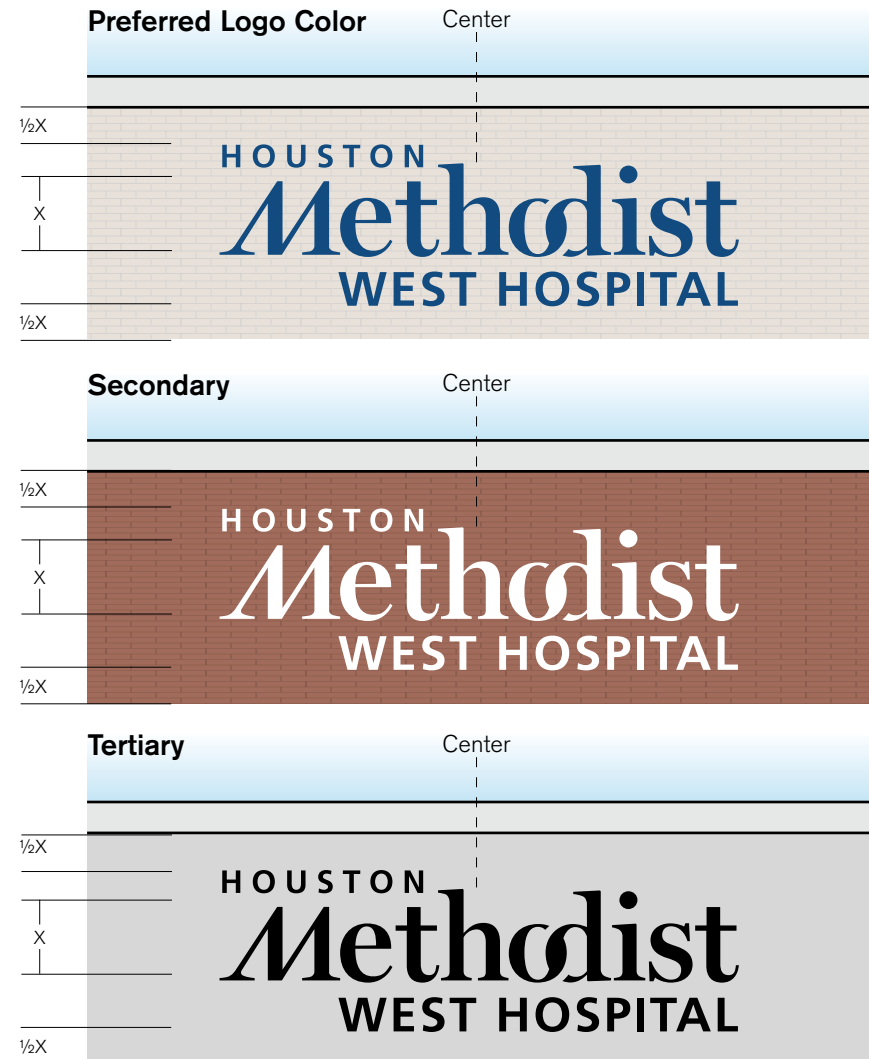 Preferred Logo Color
Center
½X
HOUSTON
X
Methodist
WEST HOSPITAL
½X
Secondary
Center
½X
HOUSTON
X
Methodist
WEST HOSPITAL
½X
Tertiary
Center
½X
HOUSTON
X
Methodist
WEST HOSPITAL
½X